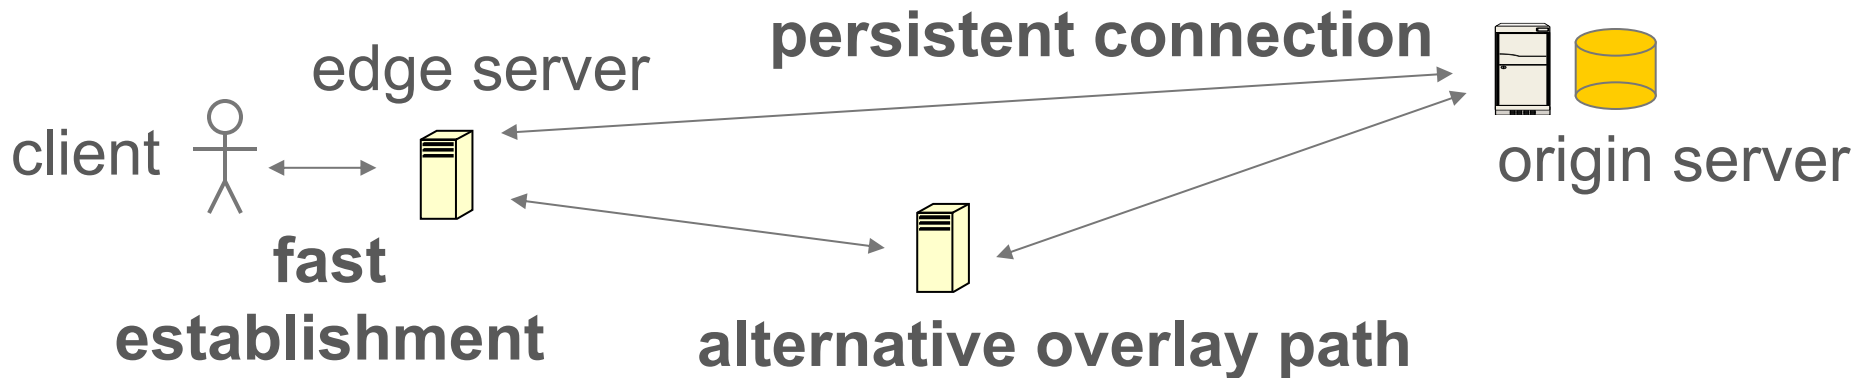 persistent connection
edge server
client
origin server
fast
establishment
alternative overlay path